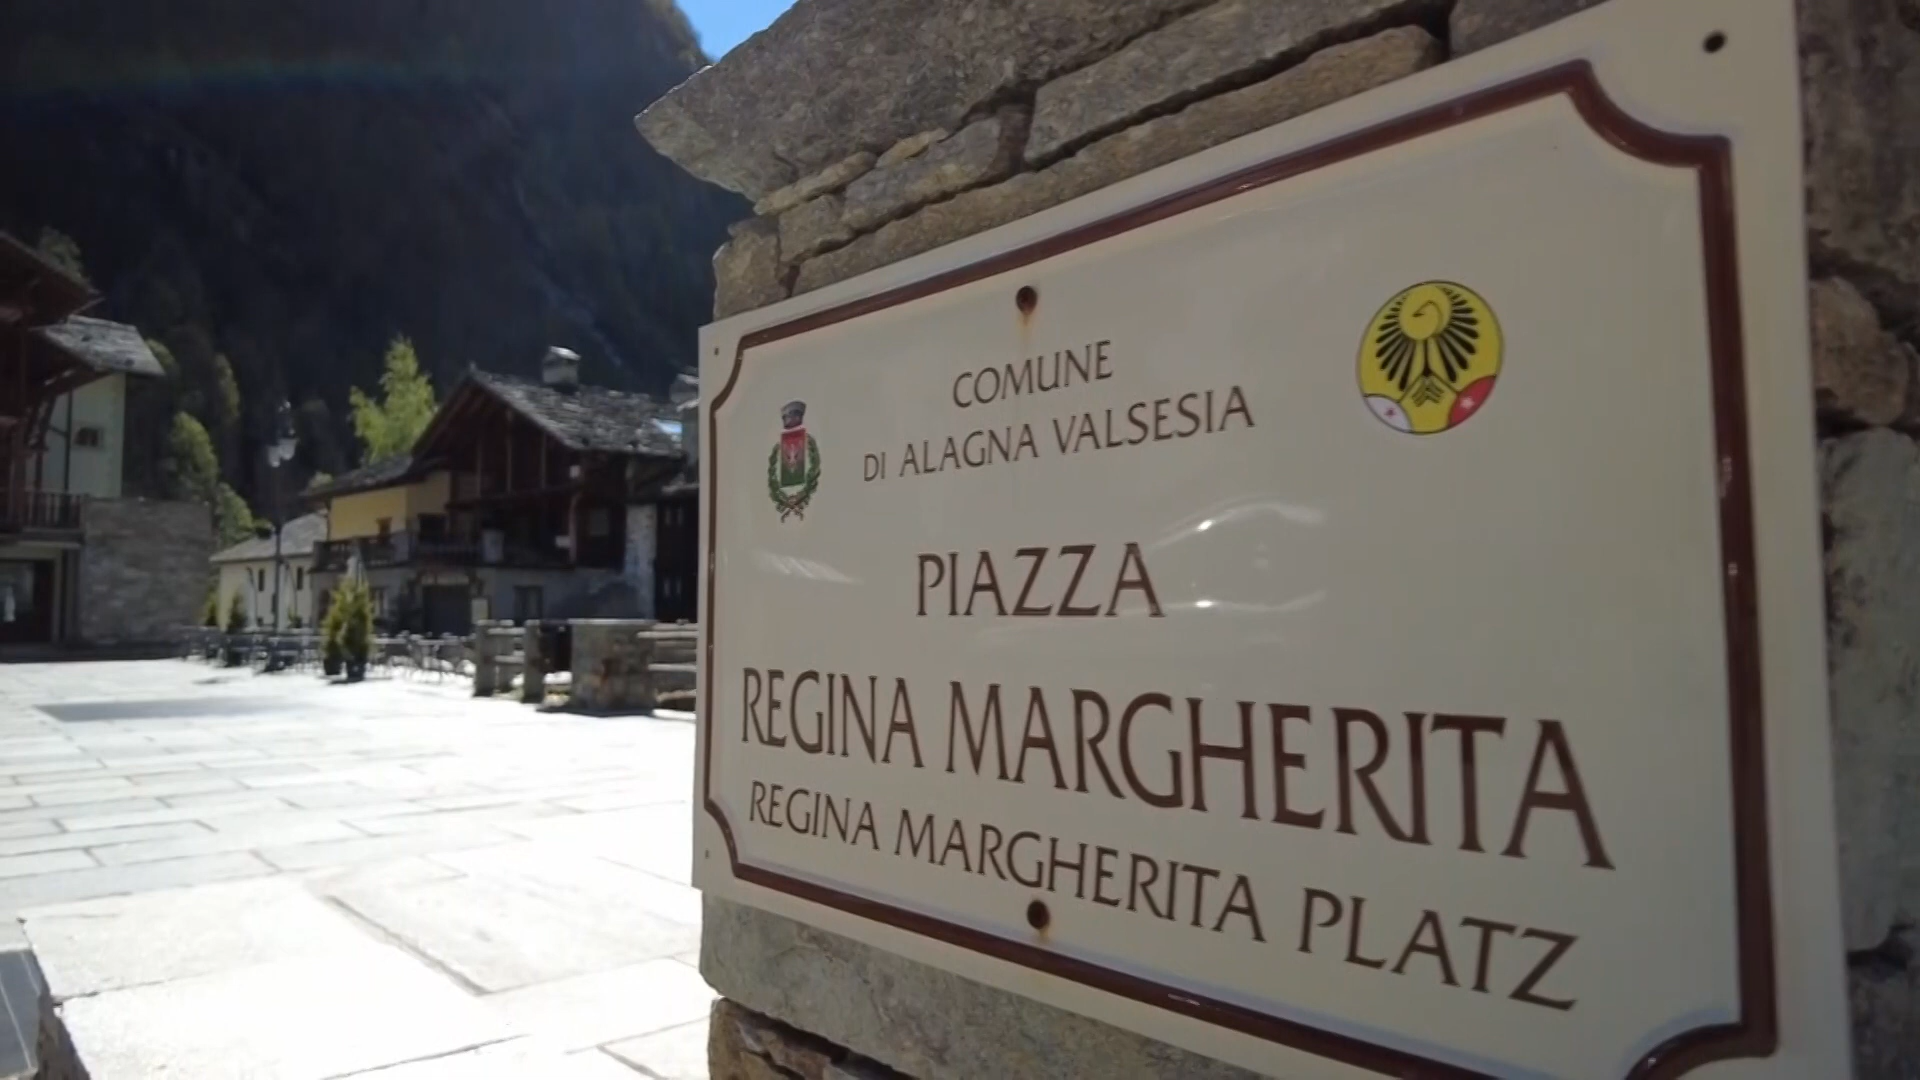 COMUNE
DI ALAGNA VALSESIA
PIAZZA
REGINA MARGHERITA
REGINA MARGHERITA PLATZ